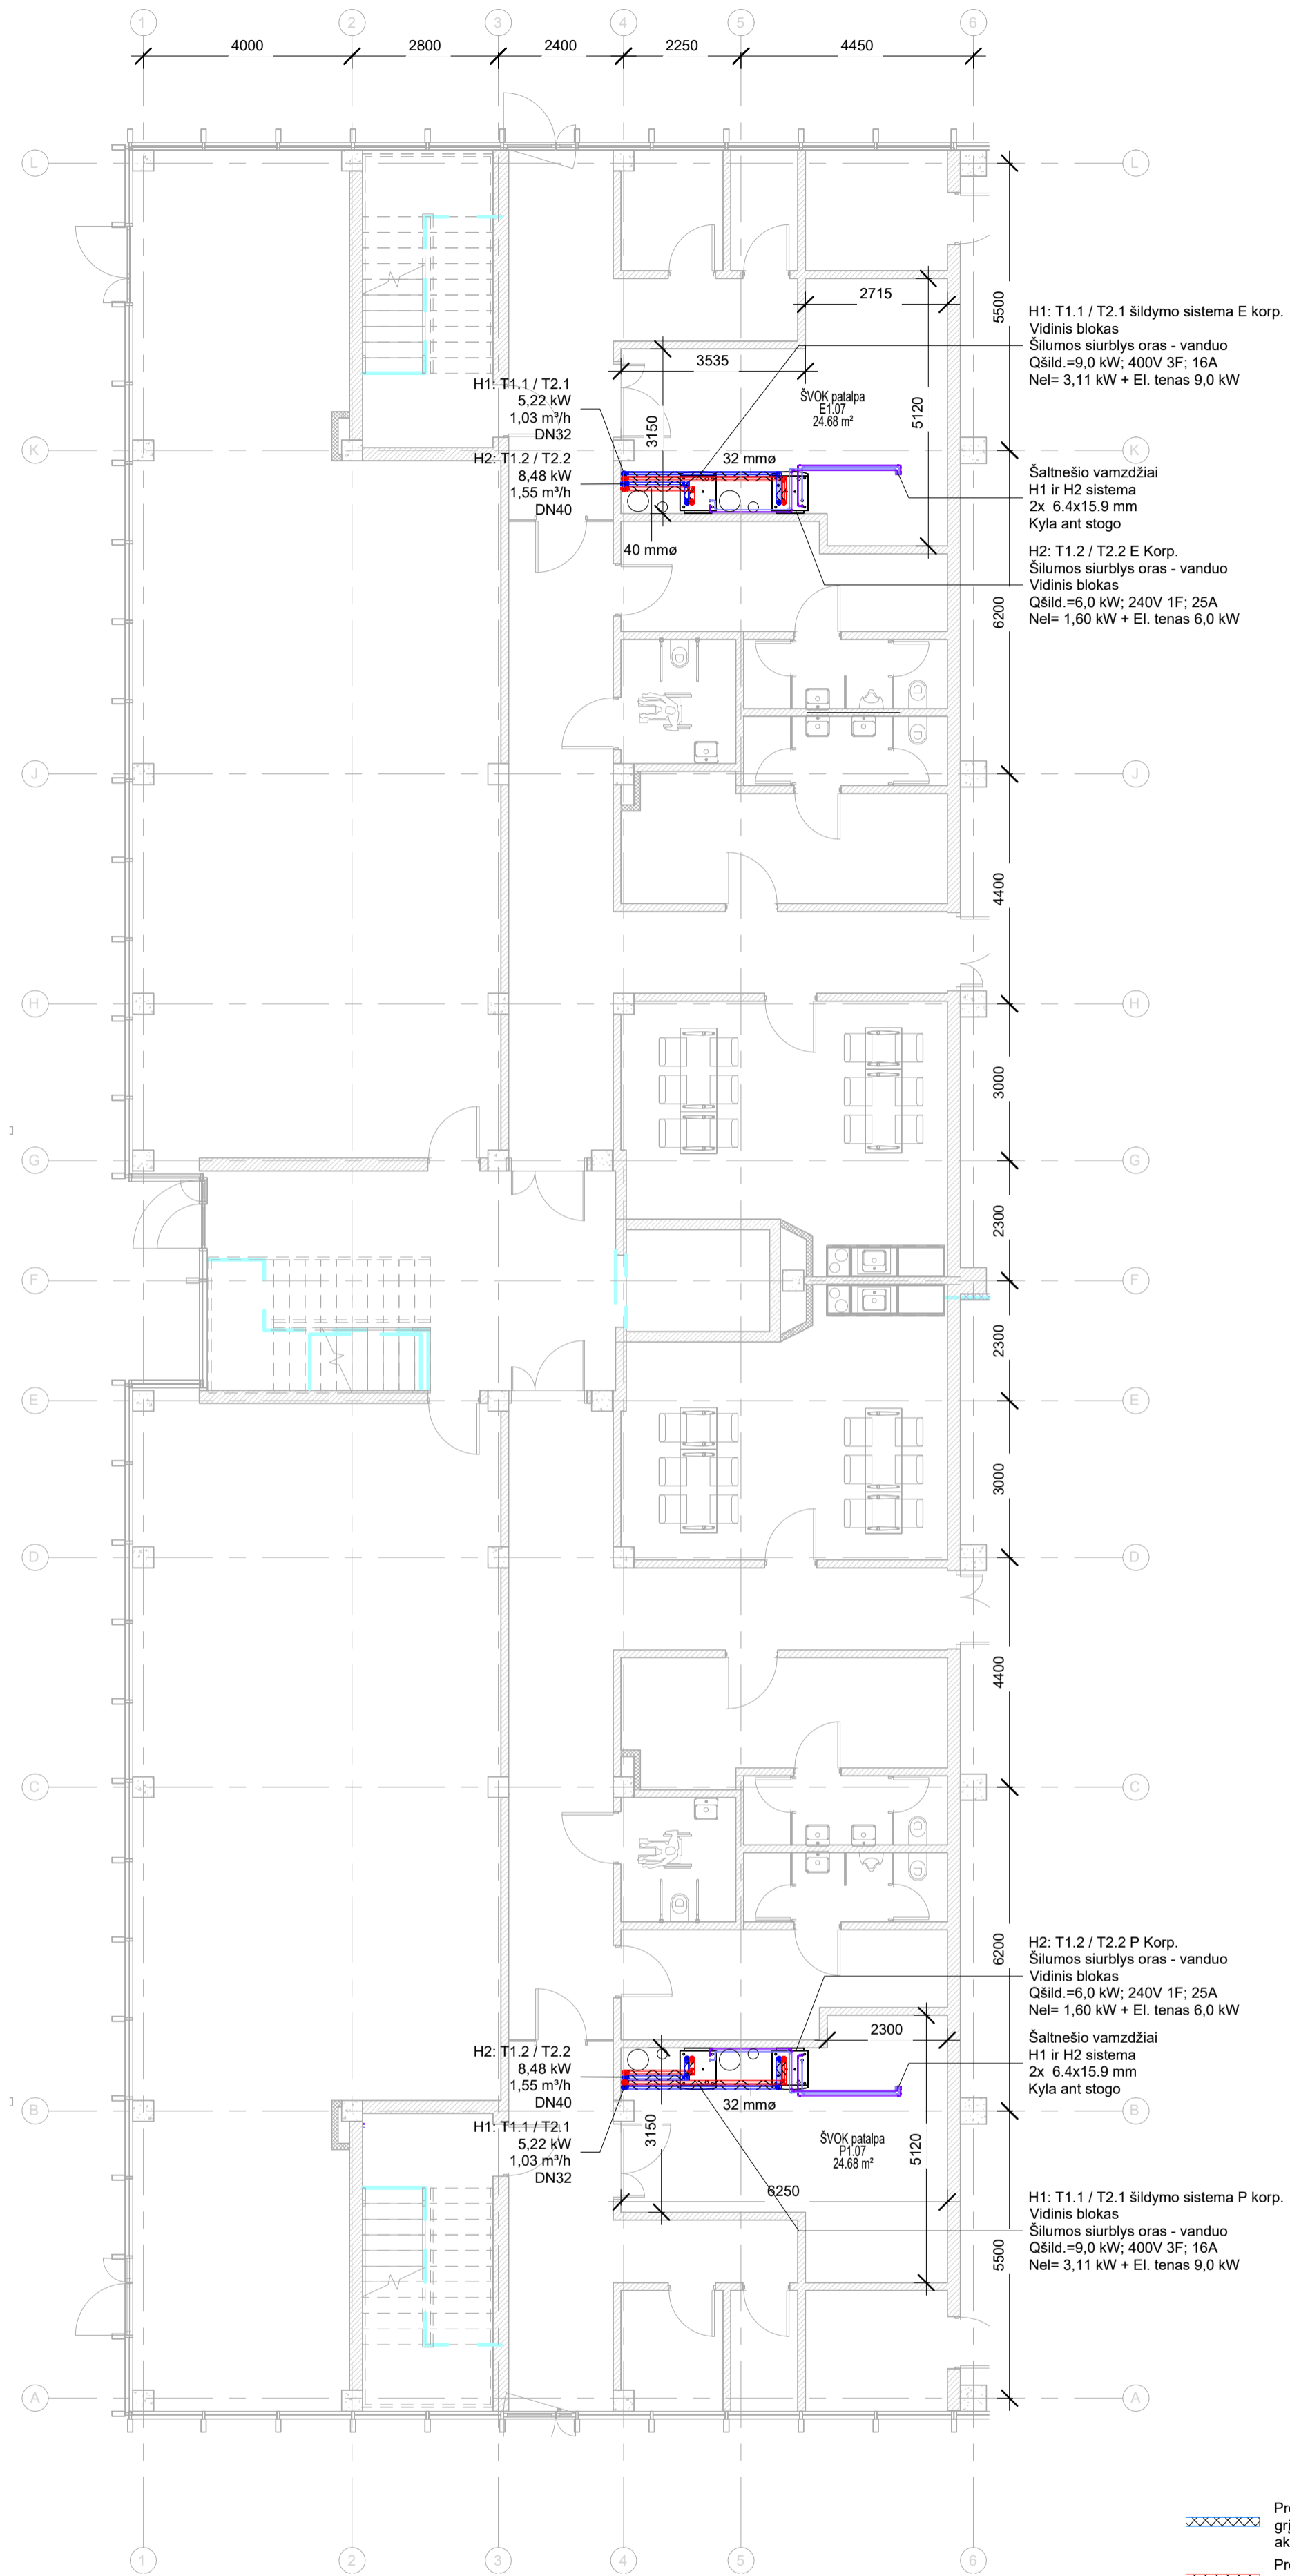 1 2 3 4 5 6
4000 2800 2400 2250 4450
L L
5500
2715
H1: T1.1 / T2.1 šildymo sistema E korp.
Vidinis blokas
Šilumos siurblys oras - vanduo
Qšild.=9,0 kW; 400V 3F; 16A
Nel= 3,11 kW + El. tenas 9,0 kW
3535
H1: T1.1 / T2.1
5,22 kW
1,03 m³/h
DN32
ŠVOK patalpa
E1.07
24.68 m²
3150
5120
K K
H2: T1.2 / T2.2
8,48 kW
1,55 m³/h
DN40
32 mmø
Šaltnešio vamzdžiai
H1 ir H2 sistema
2x 6.4x15.9 mm
Kyla ant stogo
40 mmø
H2: T1.2 / T2.2 E Korp.
Šilumos siurblys oras - vanduo
Vidinis blokas
Qšild.=6,0 kW; 240V 1F; 25A
Nel= 1,60 kW + El. tenas 6,0 kW
6200
J J
4400
H H
3000
G G
2300
F F
2300
E E
3000
D D
4400
C C
6200
H2: T1.2 / T2.2 P Korp.
Šilumos siurblys oras - vanduo
Vidinis blokas
Qšild.=6,0 kW; 240V 1F; 25A
Nel= 1,60 kW + El. tenas 6,0 kW
2300
Šaltnešio vamzdžiai
H1 ir H2 sistema
2x 6.4x15.9 mm
Kyla ant stogo
H2: T1.2 / T2.2
8,48 kW
1,55 m³/h
DN40
32 mmø
B B
H1: T1.1 / T2.1
5,22 kW
1,03 m³/h
DN32
3150
ŠVOK patalpa
P1.07
24.68 m²
5120
6250
H1: T1.1 / T2.1 šildymo sistema P korp.
Vidinis blokas
Šilumos siurblys oras - vanduo
Qšild.=9,0 kW; 400V 3F; 16A
Nel= 3,11 kW + El. tenas 9,0 kW
5500
A A
1 2 3 4 5 6